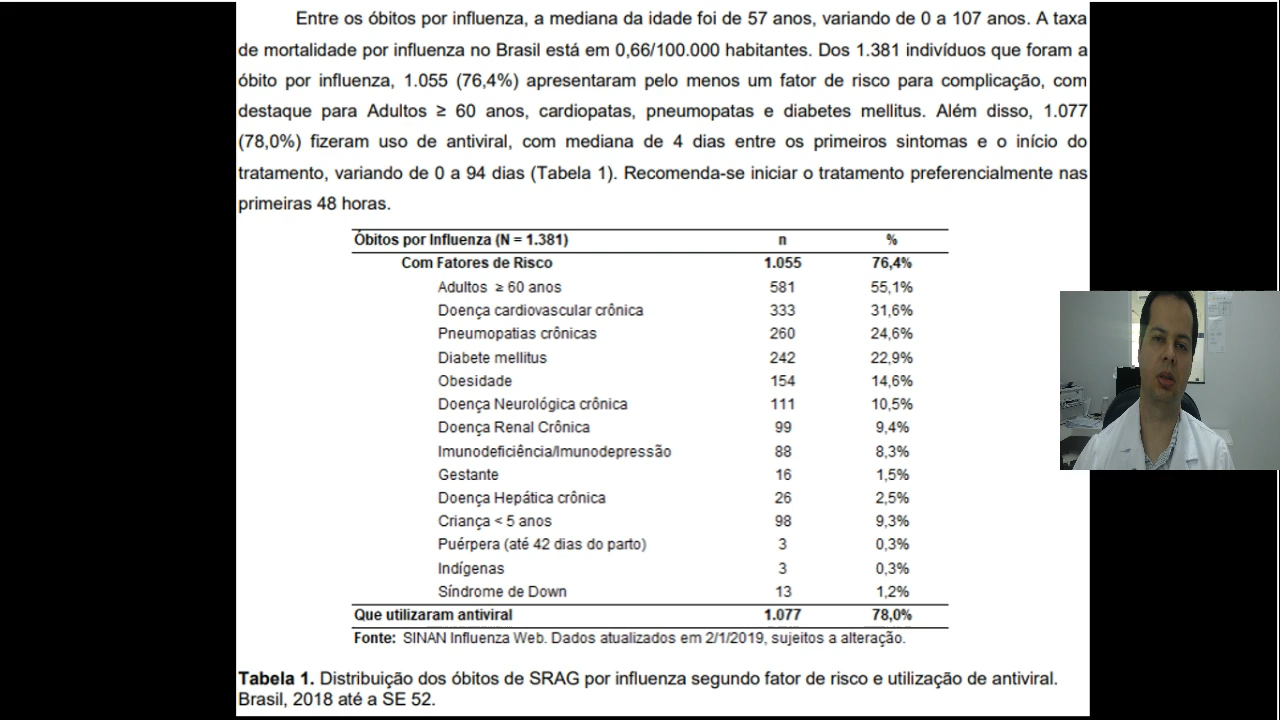 Entre os óbitos por influenza, a mediana da idade foi de 57 anos, variando de 0 a 107 anos. A taxa
de mortalidade por influenza no Brasil está em 0,66/100.000 habitantes. Dos 1.381 indivíduos que foram a
óbito por influenza, 1.055 (76,4%) apresentaram pelo menos um fator de risco para complicação, com
destaque para Adultos ≥ 60 anos, cardiopatas, pneumopatas e diabetes mellitus. Além disso, 1.077
(78,0%) fizeram uso de antiviral, com mediana de 4 dias entre os primeiros sintomas e o início do
tratamento, variando de 0 a 94 dias (Tabela 1). Recomenda-se iniciar o tratamento preferencialmente nas
primeiras 48 horas.
Óbitos por Influenza (N = 1.381) n %
Com Fatores de Risco 1.055 76,4%
Adultos ≥ 60 anos 581 55,1%
Doença cardiovascular crônica 333 31,6%
Pneumopatias crônicas 260 24,6%
Diabete mellitus 242 22,9%
Obesidade 154 14,6%
Doença Neurológica crônica 111 10,5%
Doença Renal Crônica 99 9,4%
Imunodeficiência/Imunodepressão 88 8,3%
Gestante 16 1,5%
Doença Hepática crônica 26 2,5%
Criança < 5 anos 98 9,3%
Puérpera (até 42 dias do parto) 3 0,3%
Indígenas 3 0,3%
Síndrome de Down 13 1,2%
Que utilizaram antiviral 1.077 78,0%
Fonte: SINAN Influenza Web. Dados atualizados em 2/1/2019, sujeitos a alteração.
Tabela 1. Distribuição dos óbitos de SRAG por influenza segundo fator de risco e utilização de antiviral.
Brasil, 2018 até a SE 52.